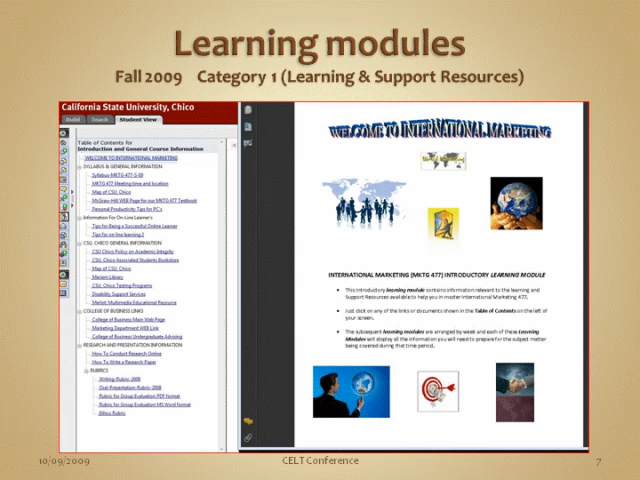 Learning modules
Fall 2009 Category 1 (Learning & Support Resources)
California State University, Chico
Build Teach Student View
Table of Contents for
Introduction and General Course Information
WELCOME TO INTERNATIONAL MARKETING
SYLLABUS & GENERAL INFORMATION
Syllabus-MKTG 477-S-09
MKTG 477 Meeting time and location
Map of CSU, Chico
McGraw-Hill WEB Page for our MKTG 477 Textbook
Personal Productivity Tips for PC's
Information For On-Line Learner's
Tips for Being a Successful Online Learner
Tips for on line learning 2
CSU, CHICO GENERAL INFORMATION
CSU Chico Policy on Academic Integrity
CSU, Chico Associated Students Bookstore
Map of CSU, Chico
Meriam Library
CSU, Chico Testing Programs
Disability Support Services
Merlot: Multimedia Educational Resource
COLLEGE OF BUSINESS LINKS
College of Business Main Web Page
Marketing Department WEB Link
College of Business Undergraduate Advising
RESEARCH AND PRESENTATION INFORMATION
How To Conduct Research Online
How To Write a Research Paper
RUBRICS
Writing-Rubric-2008
Oral-Presentation-Rubric-2008
Rubric for Group Evaluation PDF format
Rubric for Group Evaluation MS Word format
Ethics Rubric
WELCOME TO INTERNATIONAL MARKETING
INTERNATIONAL MARKETING [MKTG 477] INTRODUCTORY LEARNING MODULE
• This introductory learning module contains information relevant to the learning and
Support Resources available to help you in master International Marketing 477.
• Just click on any of the links or documents shown in the Table of Contents on the left of
your screen.
• The subsequent learning modules are arranged by week and each of these Learning
Modules will display all the information you will need to prepare for the subject matter
being covered during that time period.
10/09/2009
CELT Conference
7